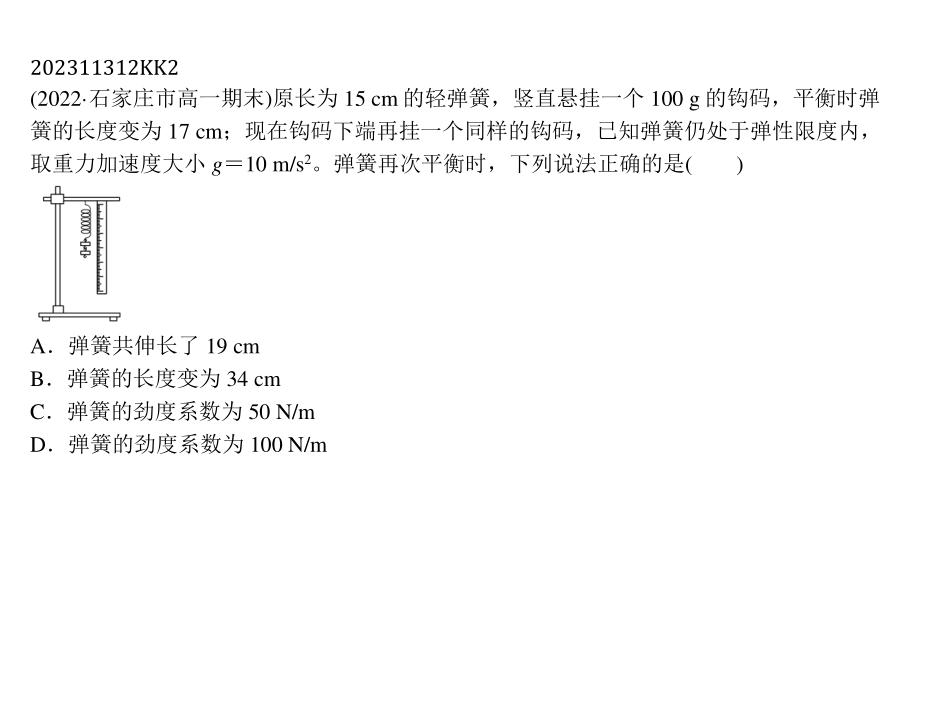 202311312KK2
(2022·石家庄市高一期末)原长为 15 cm 的轻弹簧，竖直悬挂一个 100 g 的钩码，平衡时弹
簧的长度变为 17 cm；现在钩码下端再挂一个同样的钩码，已知弹簧仍处于弹性限度内，
取重力加速度大小 g＝10 m/s²。弹簧再次平衡时，下列说法正确的是(　　)
A．弹簧共伸长了 19 cm
B．弹簧的长度变为 34 cm
C．弹簧的劲度系数为 50 N/m
D．弹簧的劲度系数为 100 N/m